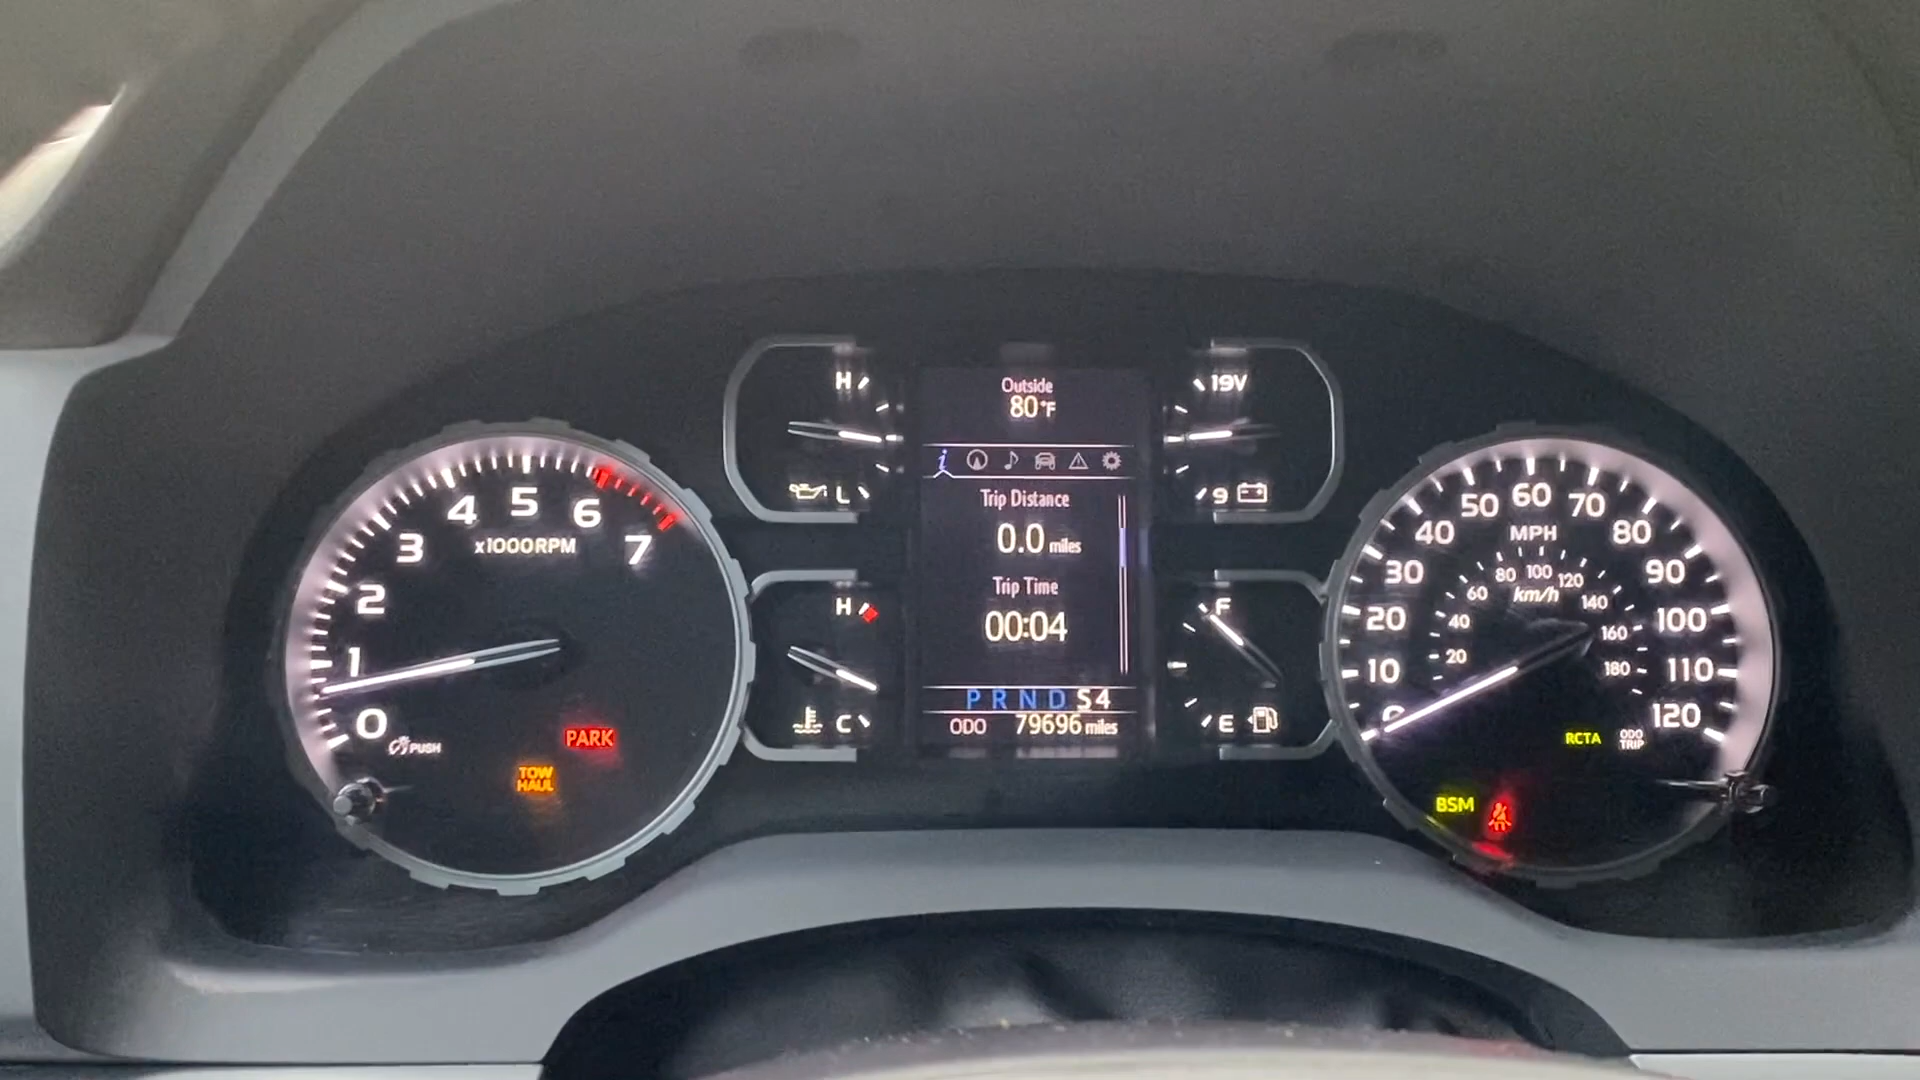 0
1
2
3
4
5
6
7
x1000RPM
PUSH
PARK
TOW
HAUL
H
L
H
C
Outside
80°F
Trip Distance
0.0 miles
Trip Time
00:04
P R N D S4
ODO 79696 miles
19V
9
F
E
0
10
20
30
40
50
60
70
80
90
100
110
120
MPH
20
40
60
80
100
120
140
160
180
km/h
RCTA
ODO
TRIP
BSM